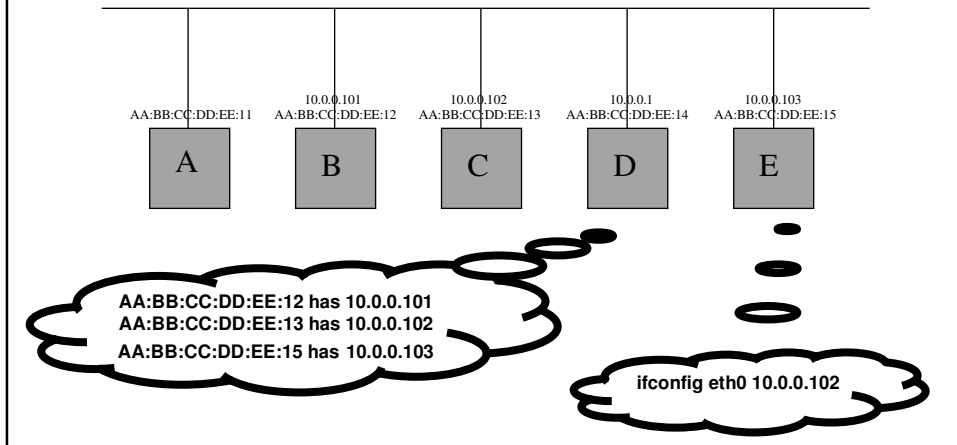 10.0.0.101
10.0.0.102
10.0.0.1
10.0.0.103
AA:BB:CC:DD:EE:11
AA:BB:CC:DD:EE:12
AA:BB:CC:DD:EE:13
AA:BB:CC:DD:EE:14
AA:BB:CC:DD:EE:15
A
B
C
D
E
AA:BB:CC:DD:EE:12 has 10.0.0.101
AA:BB:CC:DD:EE:13 has 10.0.0.102
AA:BB:CC:DD:EE:15 has 10.0.0.103
ifconfig eth0 10.0.0.102